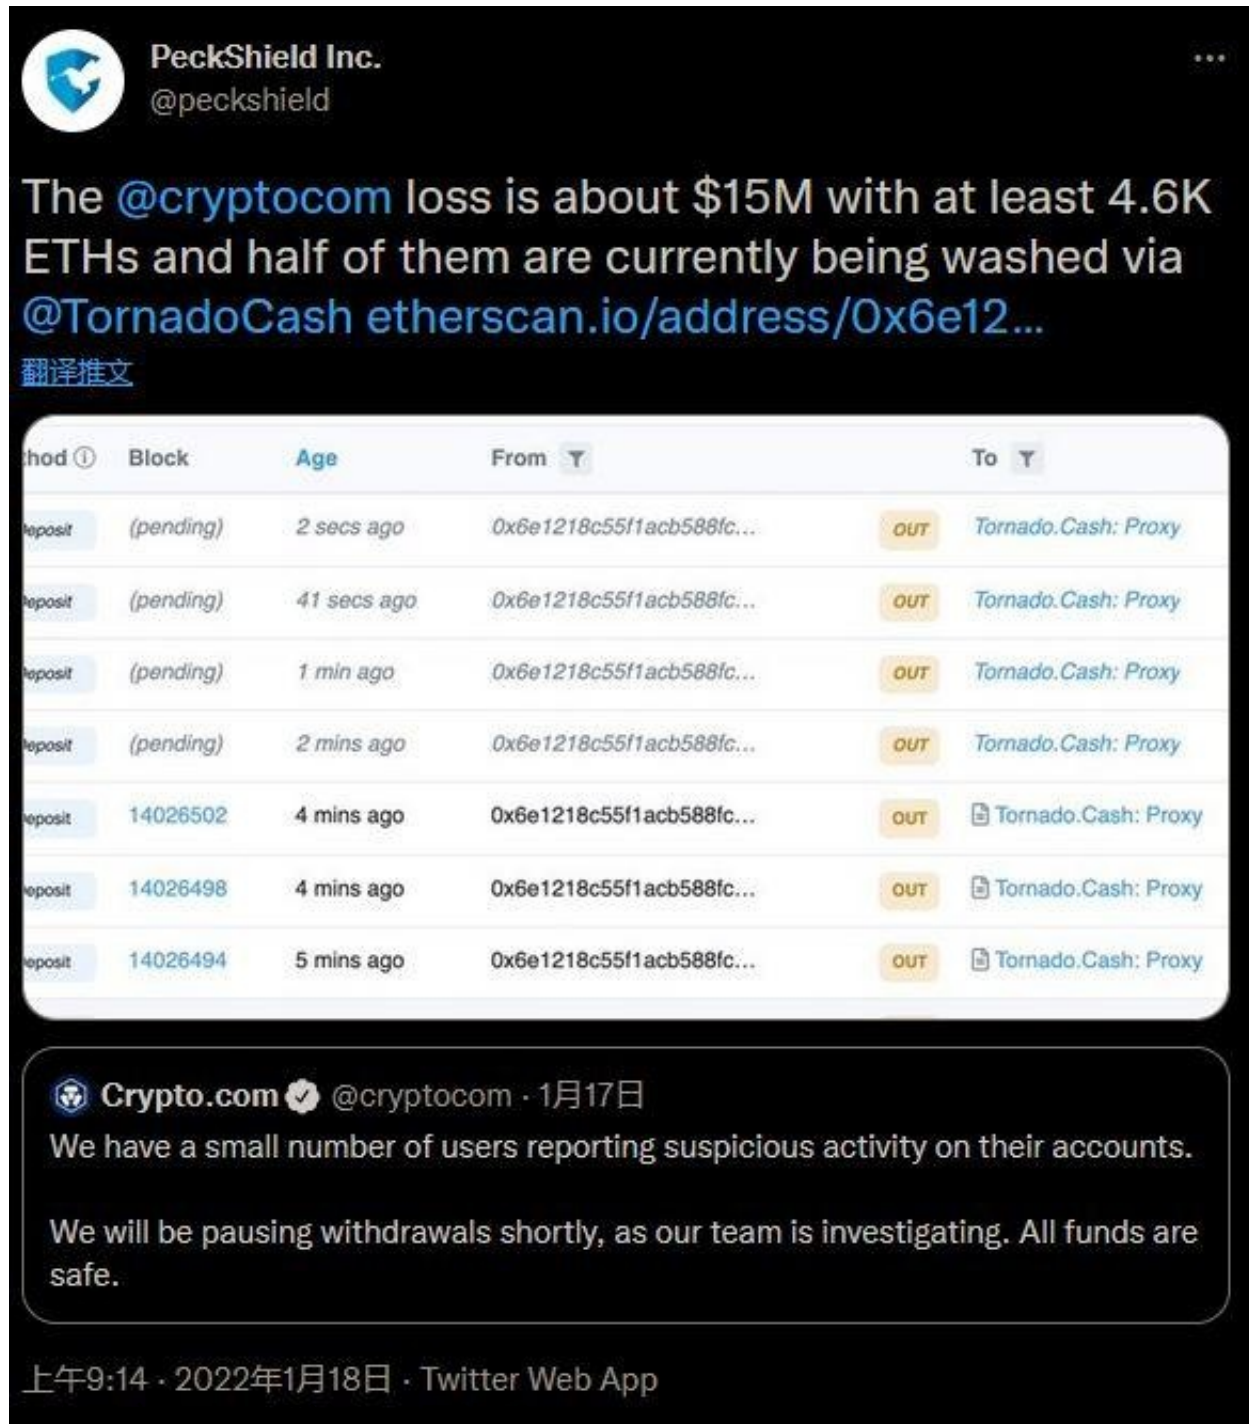 PeckShield Inc.
@peckshield
The @cryptocom loss is about $15M with at least 4.6K
ETHs and half of them are currently being washed via
@TornadoCash etherscan.io/address/0x6e12...
翻译推文
thod Block Age From To
eposit (pending) 2 secs ago 0x6e1218c55f1acb588fc... OUT Tornado.Cash: Proxy
eposit (pending) 41 secs ago 0x6e1218c55f1acb588fc... OUT Tornado.Cash: Proxy
eposit (pending) 1 min ago 0x6e1218c55f1acb588fc... OUT Tornado.Cash: Proxy
eposit (pending) 2 mins ago 0x6e1218c55f1acb588fc... OUT Tornado.Cash: Proxy
eposit 14026502 4 mins ago 0x6e1218c55f1acb588fc... OUT Tornado.Cash: Proxy
eposit 14026498 4 mins ago 0x6e1218c55f1acb588fc... OUT Tornado.Cash: Proxy
eposit 14026494 5 mins ago 0x6e1218c55f1acb588fc... OUT Tornado.Cash: Proxy
Crypto.com @cryptocom · 1月17日
We have a small number of users reporting suspicious activity on their accounts.
We will be pausing withdrawals shortly, as our team is investigating. All funds are
safe.
上午9:14 · 2022年1月18日 · Twitter Web App